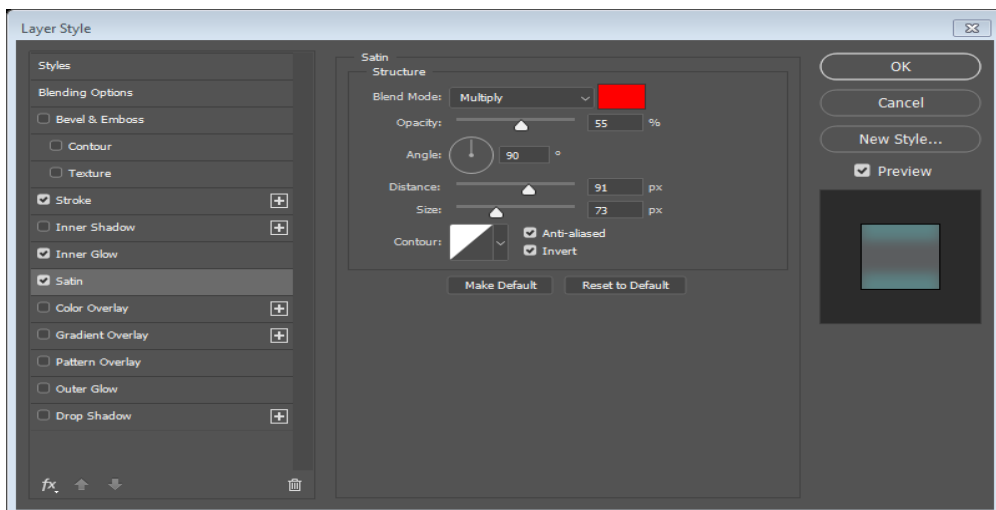 Layer Style
Styles
Blending Options
Bevel & Emboss
Contour
Texture
Stroke
Inner Shadow
Inner Glow
Satin
Color Overlay
Gradient Overlay
Pattern Overlay
Outer Glow
Drop Shadow
fx
Satin
Structure
Blend Mode: Multiply
Opacity: 55 %
Angle: 90 °
Distance: 91 px
Size: 73 px
Contour:
Anti-aliased
Invert
Make Default Reset to Default
OK
Cancel
New Style...
Preview